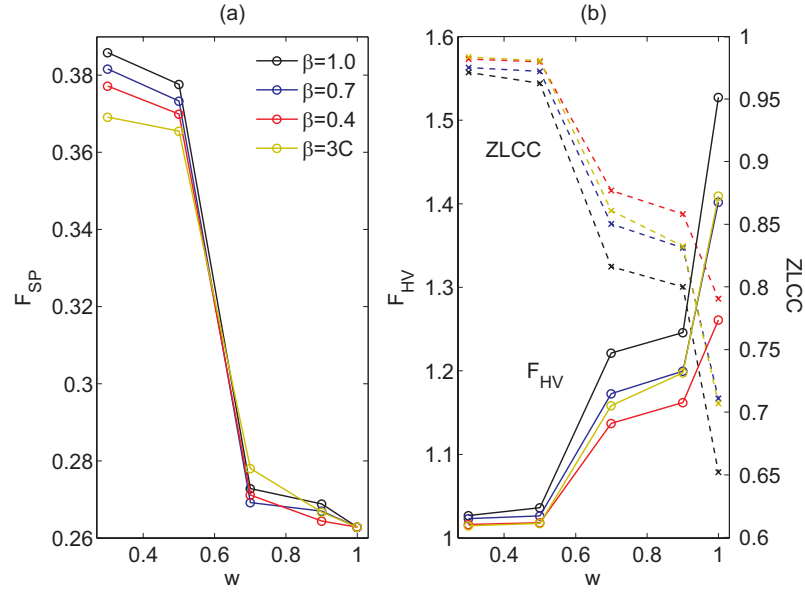 (a)
0.38
0.36
0.34
0.32
0.3
0.28
0.26
0.4
0.6
0.8
1
F_SP
w
β=1.0
β=0.7
β=0.4
β=3C
(b)
1.6
1.5
1.4
1.3
1.2
1.1
1
0.4
0.6
0.8
1
F_HV
w
ZLCC
F_HV
1
0.95
0.9
0.85
0.8
0.75
0.7
0.65
0.6
ZLCC